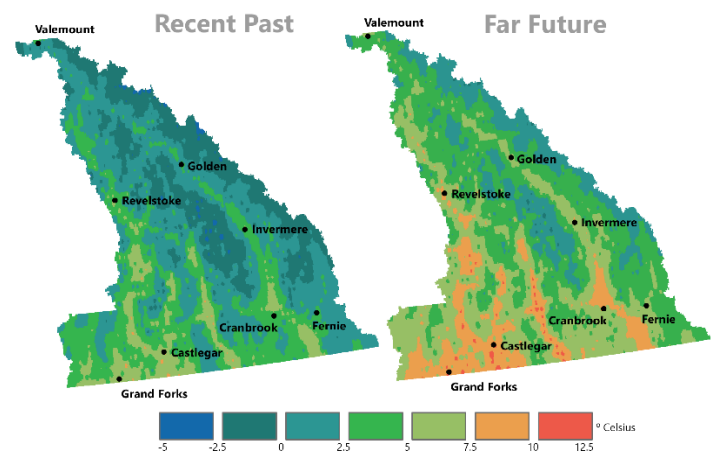 Recent Past
Far Future
Valemount
Golden
Revelstoke
Invermere
Cranbrook
Fernie
Castlegar
Grand Forks
Valemount
Golden
Revelstoke
Invermere
Cranbrook
Fernie
Castlegar
Grand Forks
º Celsius
-5 -2.5 0 2.5 5 7.5 10 12.5